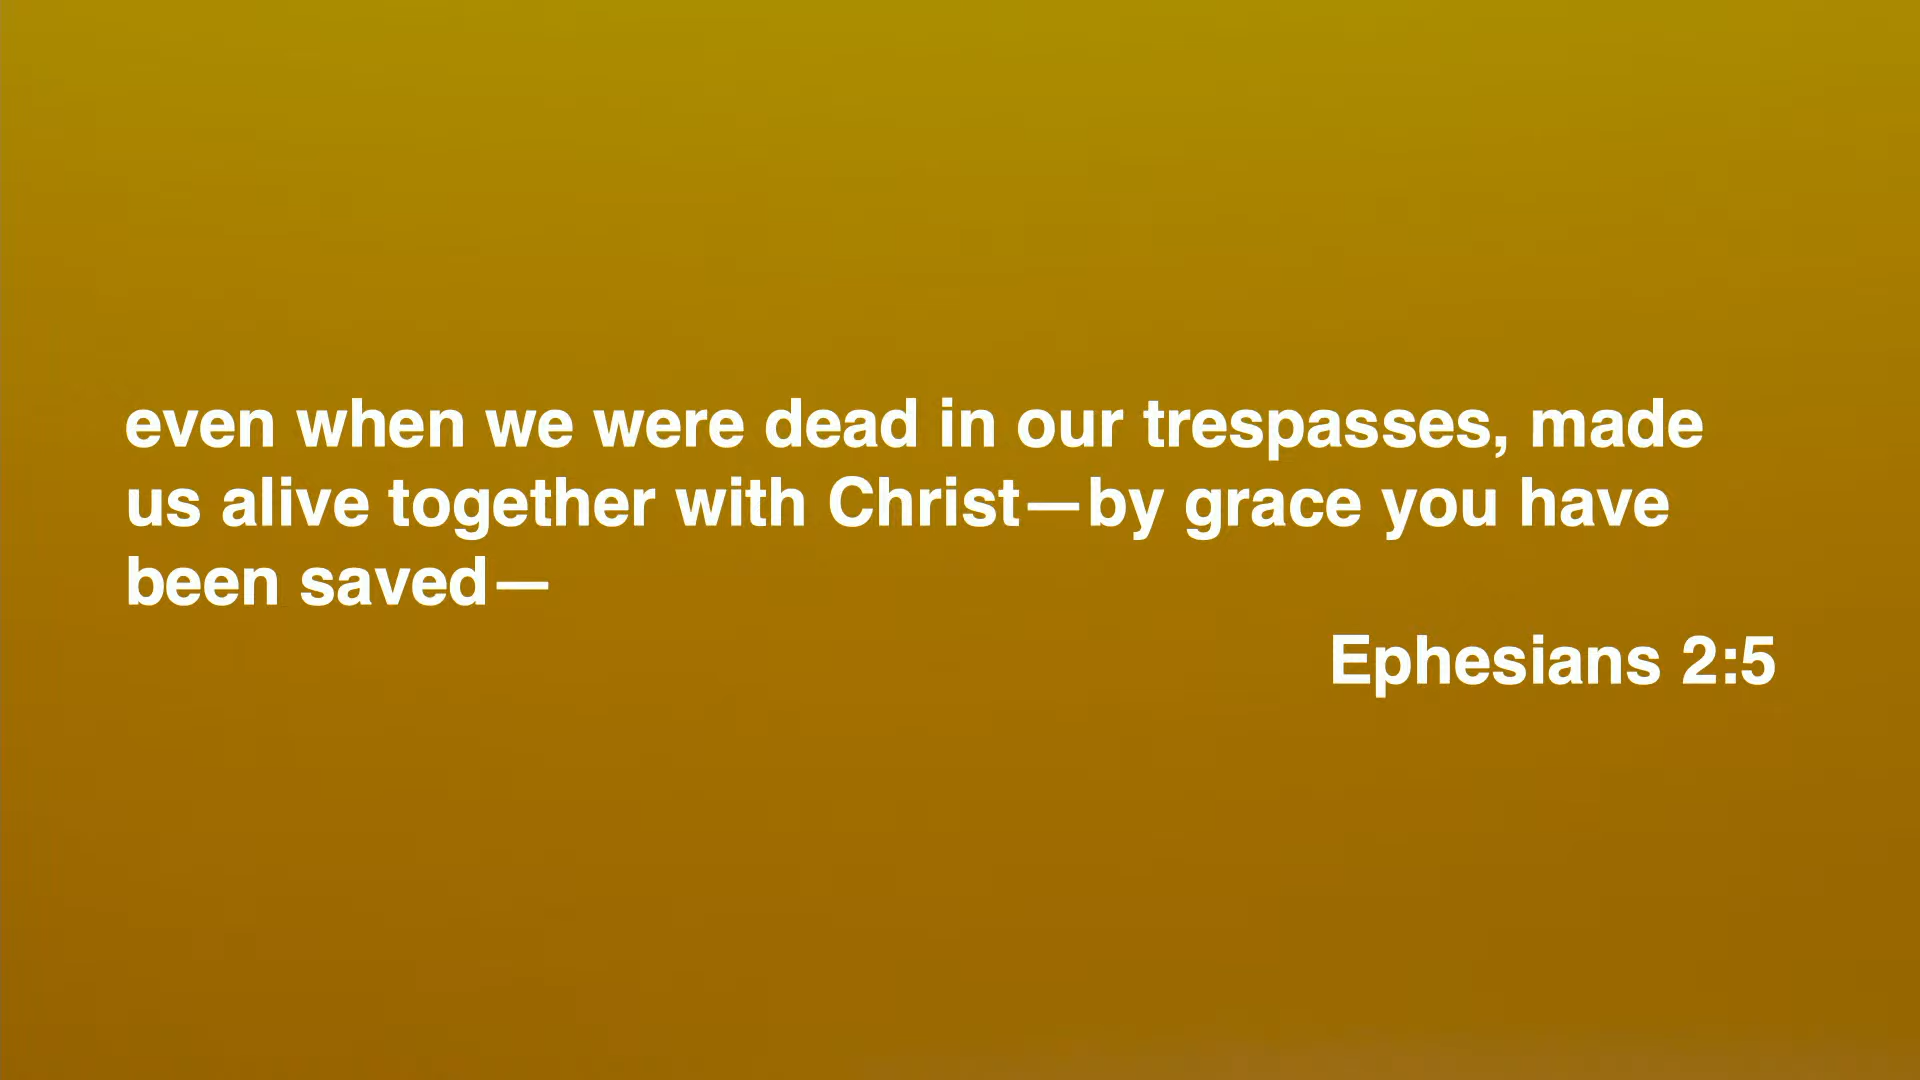 even when we were dead in our trespasses, made
us alive together with Christ—by grace you have
been saved—
Ephesians 2:5